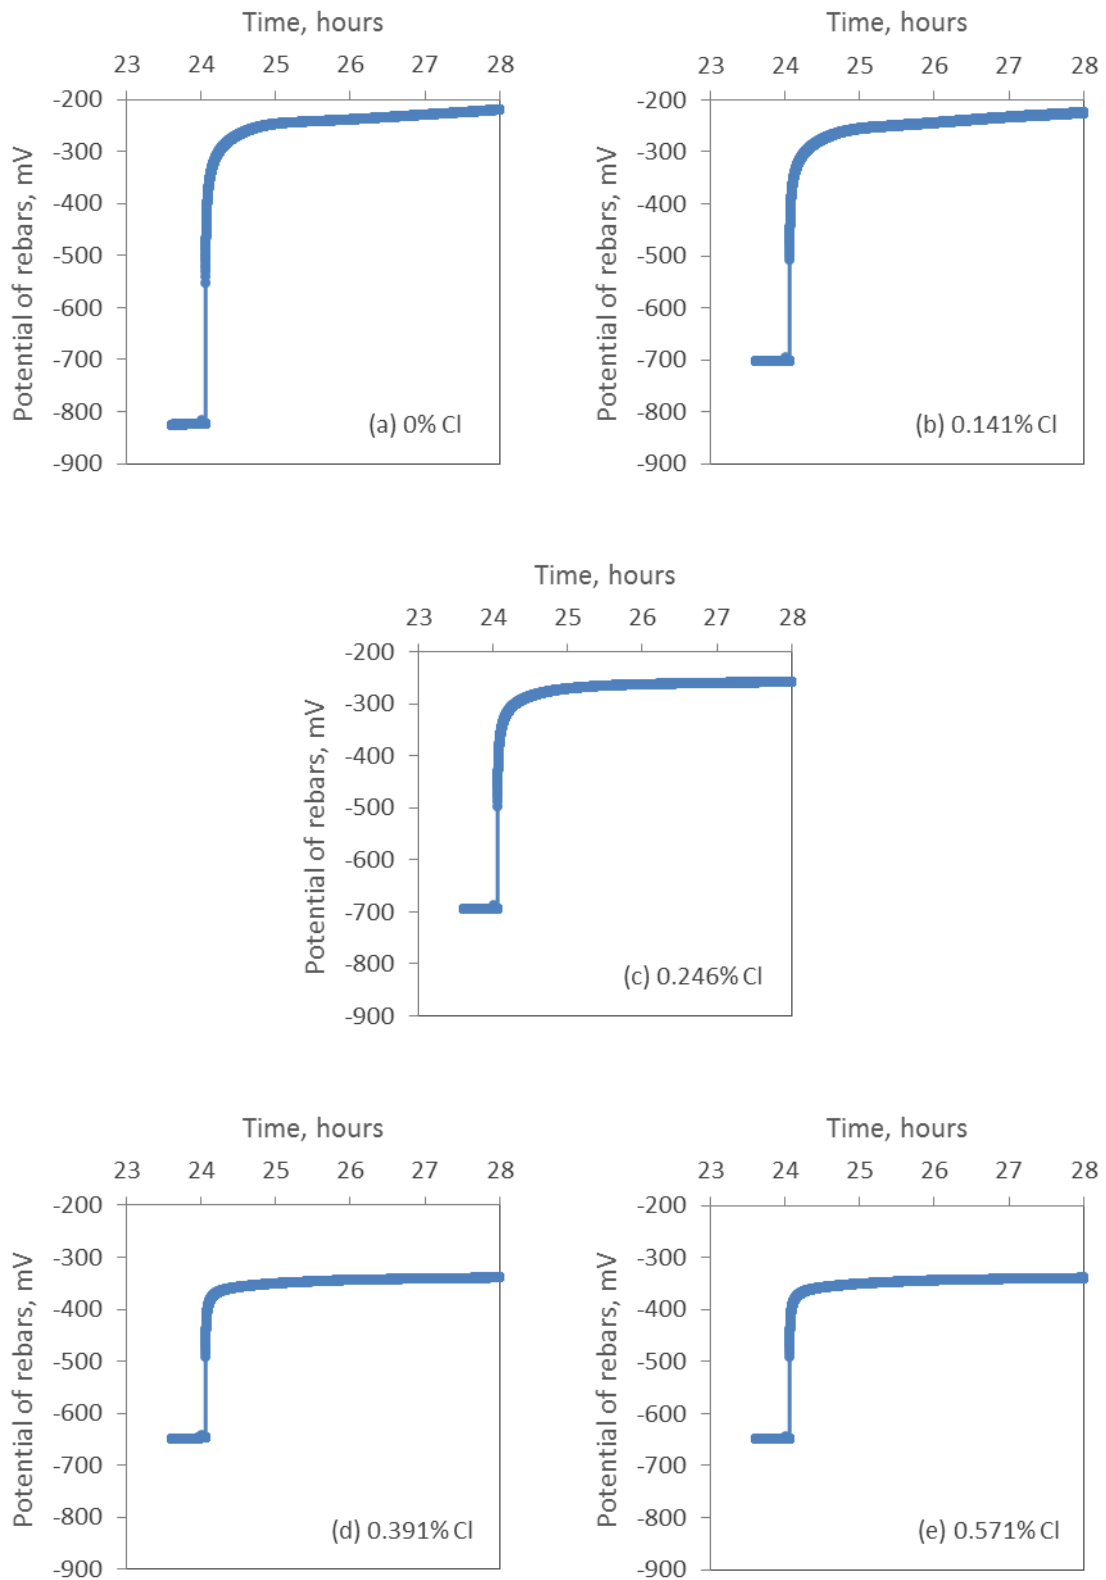 Time, hours
23 24 25 26 27 28
-200
-300
-400
-500
-600
-700
-800
-900
Potential of rebars, mV
(a) 0% Cl
Time, hours
23 24 25 26 27 28
-200
-300
-400
-500
-600
-700
-800
-900
Potential of rebars, mV
(b) 0.141% Cl
Time, hours
23 24 25 26 27 28
-200
-300
-400
-500
-600
-700
-800
-900
Potential of rebars, mV
(c) 0.246% Cl
Time, hours
23 24 25 26 27 28
-200
-300
-400
-500
-600
-700
-800
-900
Potential of rebars, mV
(d) 0.391% Cl
Time, hours
23 24 25 26 27 28
-200
-300
-400
-500
-600
-700
-800
-900
Potential of rebars, mV
(e) 0.571% Cl